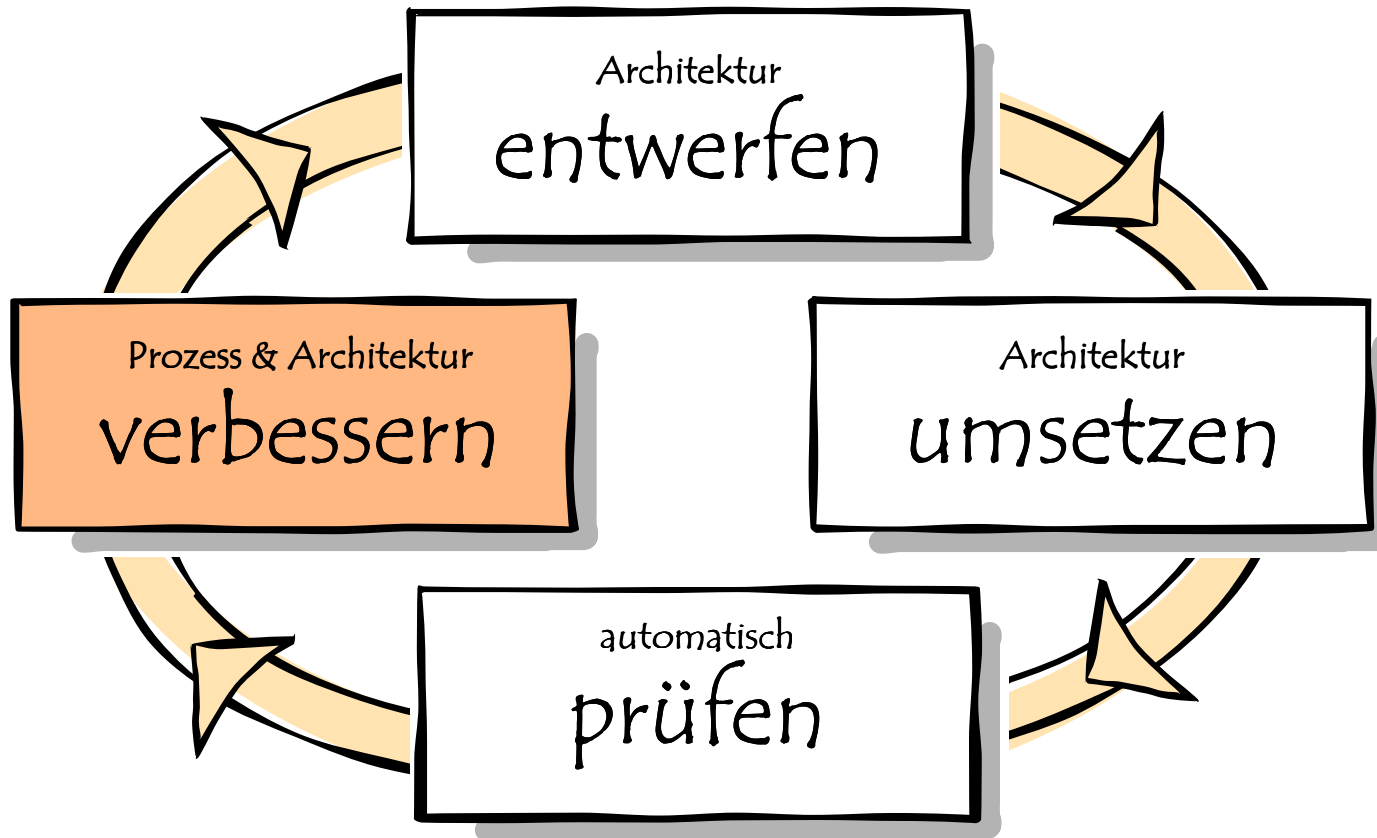 Architektur
entwerfen
Prozess & Architektur
verbessern
Architektur
umsetzen
automatisch
prüfen